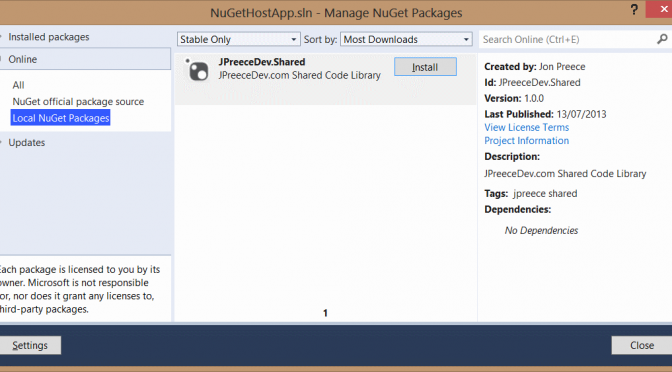 NuGetHostApp.sln - Manage NuGet Packages
?
Installed packages
Online
All
NuGet official package source
Local NuGet Packages
Updates
Each package is licensed to you by its
owner. Microsoft is not responsible
for, nor does it grant any licenses to,
third-party packages.
Settings
Stable Only
Sort by:
Most Downloads
JPreeceDev.Shared
JPreeceDev.com Shared Code Library
Install
1
Search Online (Ctrl+E)
Created by: Jon Preece
Id: JPreeceDev.Shared
Version: 1.0.0
Last Published: 13/07/2013
View License Terms
Project Information
Description:
JPreeceDev.com Shared Code Library
Tags: jpreece shared
Dependencies:
No Dependencies
Close